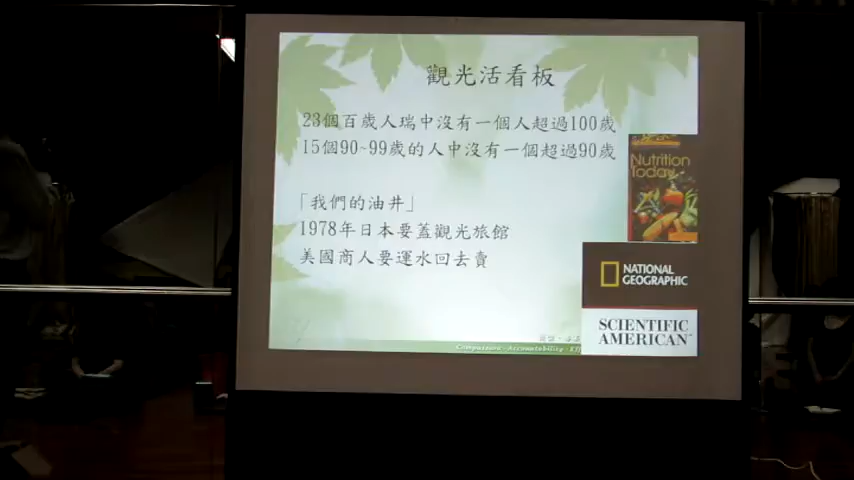 觀光活看板
23個百歲人瑞中沒有一個人超過100歲
15個90~99歲的人中沒有一個超過90歲
「我們的油井」
1978年日本要蓋觀光旅館
美國商人要運水回去賣
Nutrition
Today
NATIONAL
GEOGRAPHIC
SCIENTIFIC
AMERICAN
Compassion · Accountability ·